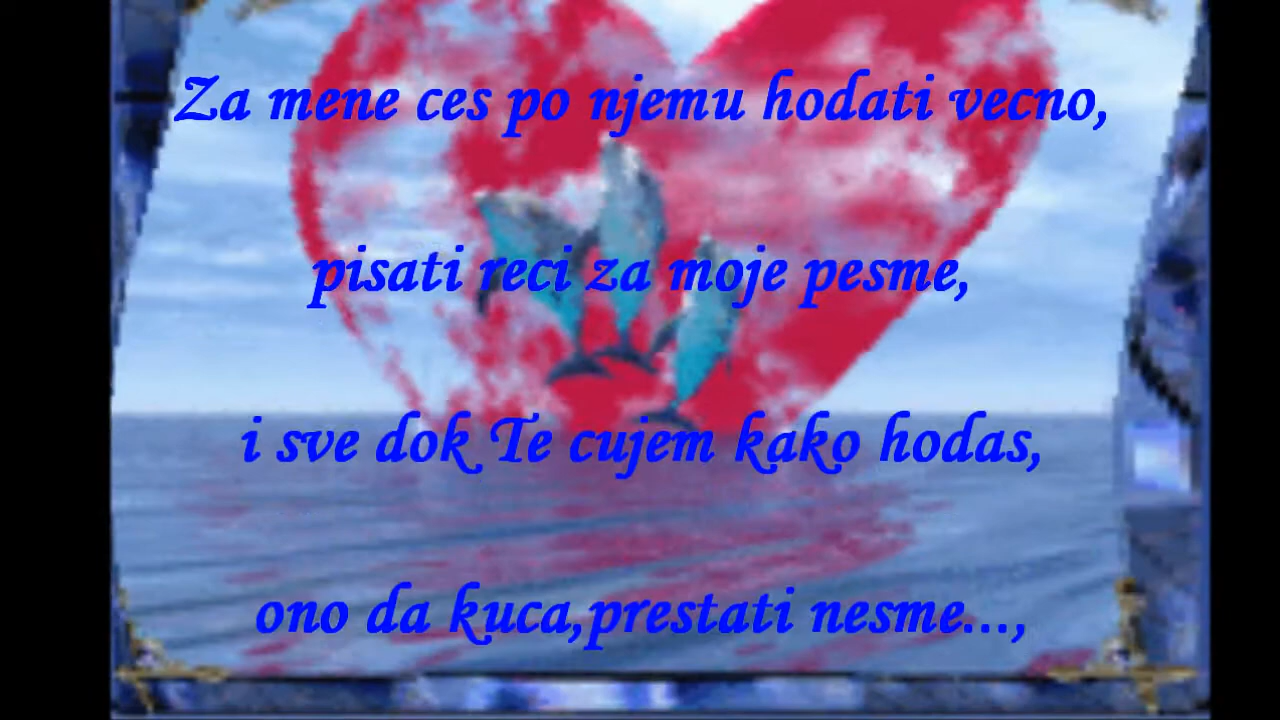 Za mene ces po njemu hodati vecno,
pisati reci za moje pesme,
i sve dok Te cujem kako hodas,
ono da kuca,prestati nesme...,